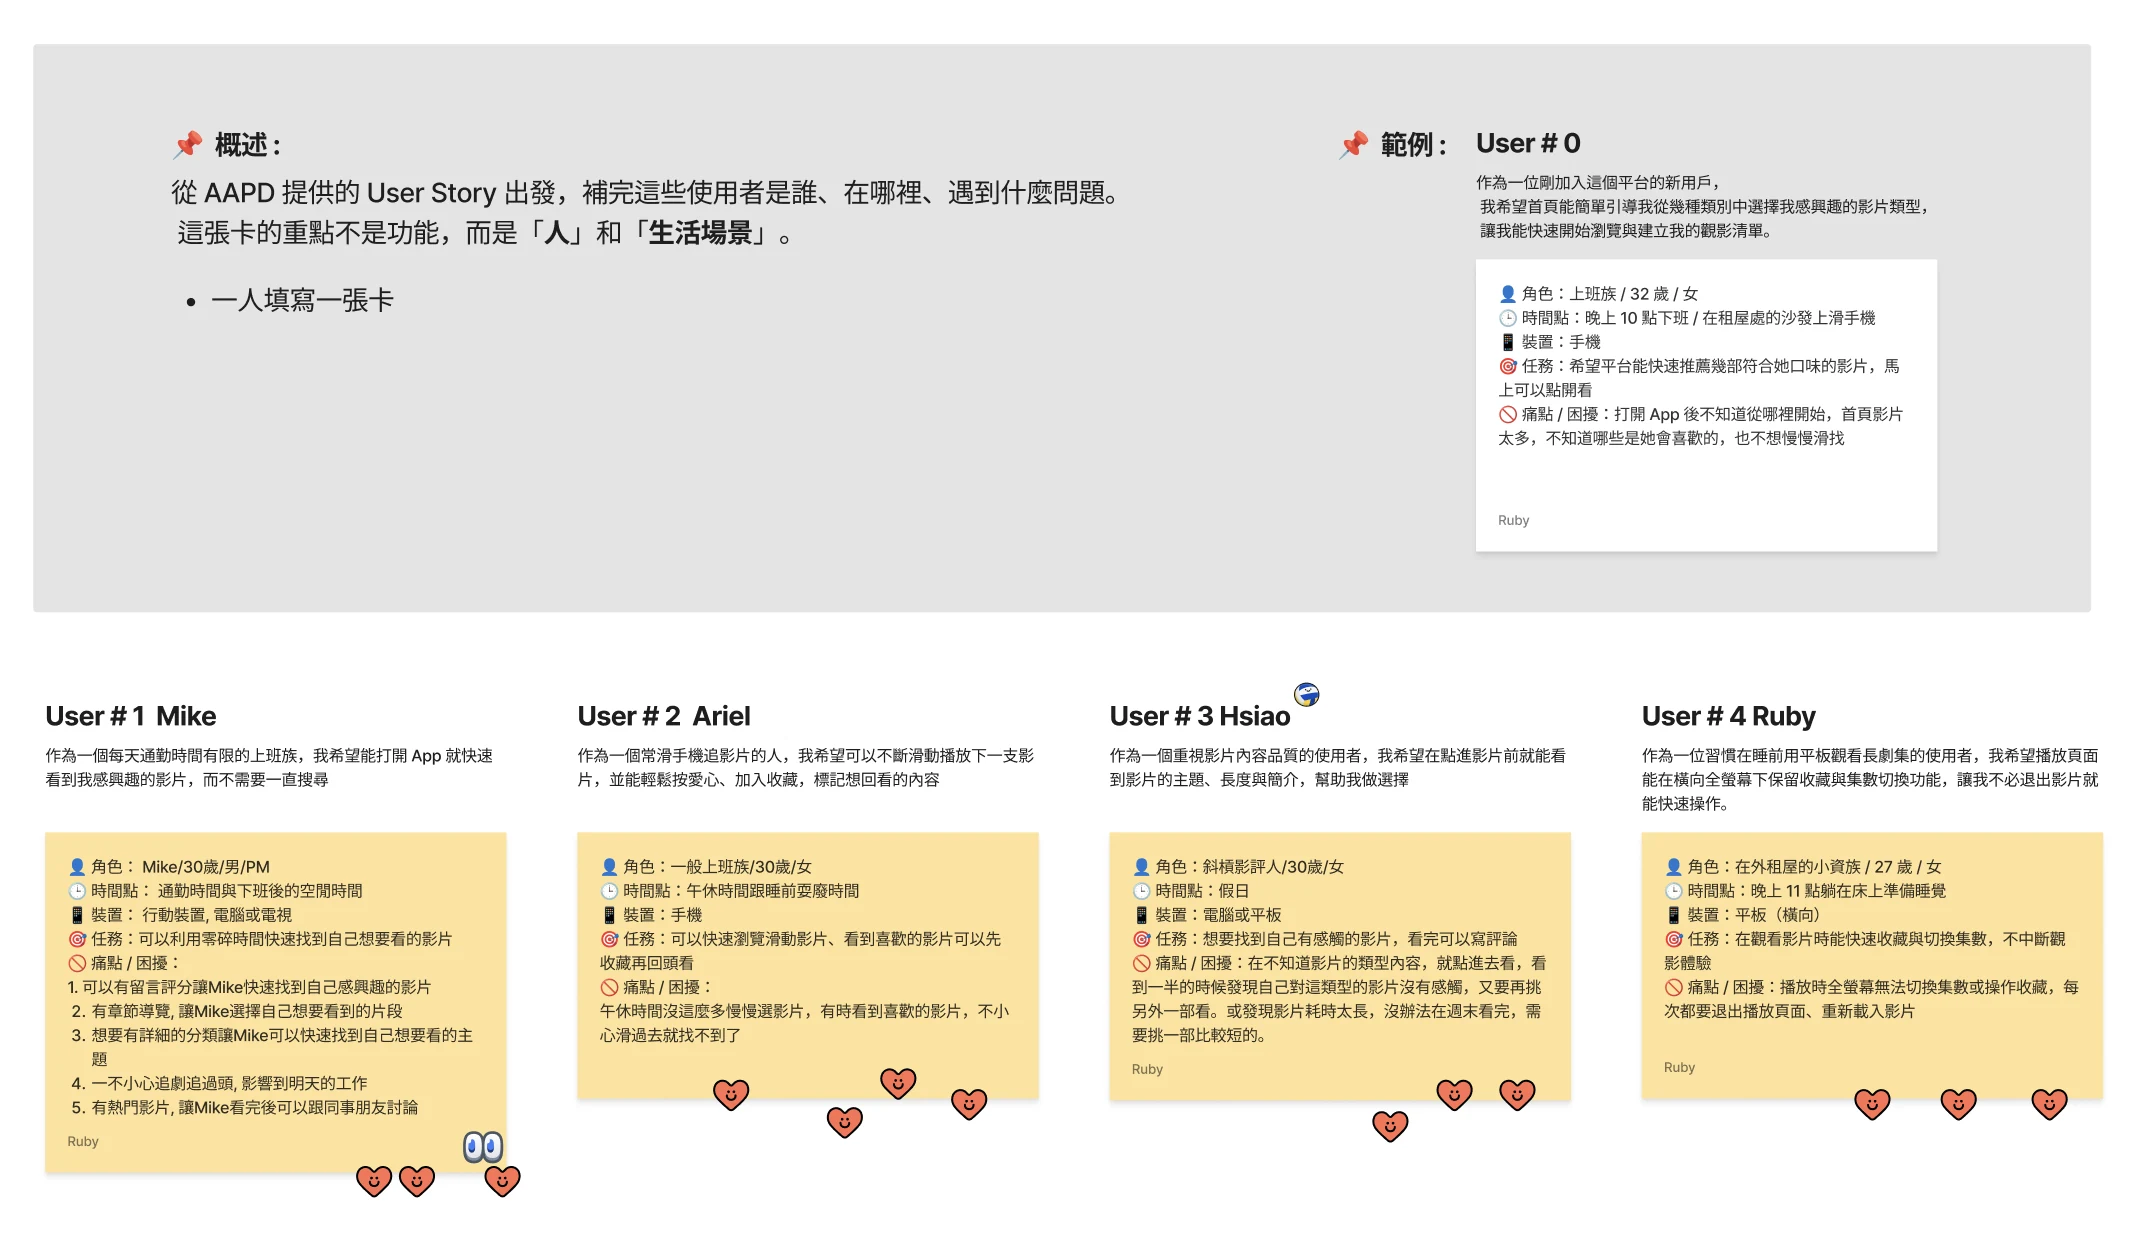 📌 概述 :
從 AAPD 提供的 User Story 出發，補完這些使用者是誰、在哪裡、遇到什麼問題。
這張卡的重點不是功能，而是「人」和「生活場景」。
• 一人填寫一張卡
📌 範例 :
User # 0
作為一位剛加入這個平台的新用戶，
我希望首頁能簡單引導我從幾種類別中選擇我感興趣的影片類型，
讓我能快速開始瀏覽與建立我的觀影清單。
👤 角色：上班族 / 32 歲 / 女
🕒 時間點：晚上 10 點下班 / 在租屋處的沙發上滑手機
📱 裝置：手機
🎯 任務：希望平台能快速推薦幾部符合她口味的影片，馬
上可以點開看
🚫 痛點 / 困擾：打開 App 後不知道從哪裡開始，首頁影片
太多，不知道哪些是她會喜歡的，也不想慢慢滑找
Ruby
User # 1 Mike
作為一個每天通勤時間有限的上班族，我希望能打開 App 就快速
看到我感興趣的影片，而不需要一直搜尋
👤 角色： Mike/30歲/男/PM
🕒 時間點： 通勤時間與下班後的空閒時間
📱 裝置： 行動裝置, 電腦或電視
🎯 任務：可以利用零碎時間快速找到自己想要看的影片
🚫 痛點 / 困擾：
1. 可以有留言評分讓Mike快速找到自己感興趣的影片
2. 有章節導覽, 讓Mike選擇自己想要看到的片段
3. 想要有詳細的分類讓Mike可以快速找到自己想要看的主
題
4. 一不小心追劇追過頭, 影響到明天的工作
5. 有熱門影片, 讓Mike看完後可以跟同事朋友討論
Ruby
User # 2 Ariel
作為一個常滑手機追影片的人，我希望可以不斷滑動播放下一支影
片，並能輕鬆按愛心、加入收藏，標記想回看的內容
👤 角色：一般上班族/30歲/女
🕒 時間點：午休時間跟睡前耍廢時間
📱 裝置：手機
🎯 任務：可以快速瀏覽滑動影片、看到喜歡的影片可以先
收藏再回頭看
🚫 痛點 / 困擾：
午休時間沒這麼多慢慢選影片，有時看到喜歡的影片，不小
心滑過去就找不到了
User # 3 Hsiao
作為一個重視影片內容品質的使用者，我希望在點進影片前就能看
到影片的主題、長度與簡介，幫助我做選擇
👤 角色：斜槓影評人/30歲/女
🕒 時間點：假日
📱 裝置：電腦或平板
🎯 任務：想要找到自己有感觸的影片，看完可以寫評論
🚫 痛點 / 困擾：在不知道影片的類型內容，就點進去看，看
到一半的時候發現自己對這類型的影片沒有感觸，又要再挑
另外一部看。或發現影片耗時太長，沒辦法在週末看完，需
要挑一部比較短的。
Ruby
User # 4 Ruby
作為一位習慣在睡前用平板觀看長劇集的使用者，我希望播放頁面
能在橫向全螢幕下保留收藏與集數切換功能，讓我不必退出影片就
能快速操作。
👤 角色：在外租屋的小資族 / 27 歲 / 女
🕒 時間點：晚上 11 點躺在床上準備睡覺
📱 裝置：平板（橫向）
🎯 任務：在觀看影片時能快速收藏與切換集數，不中斷觀
影體驗
🚫 痛點 / 困擾：播放時全螢幕無法切換集數或操作收藏，每
次都要退出播放頁面、重新載入影片
Ruby